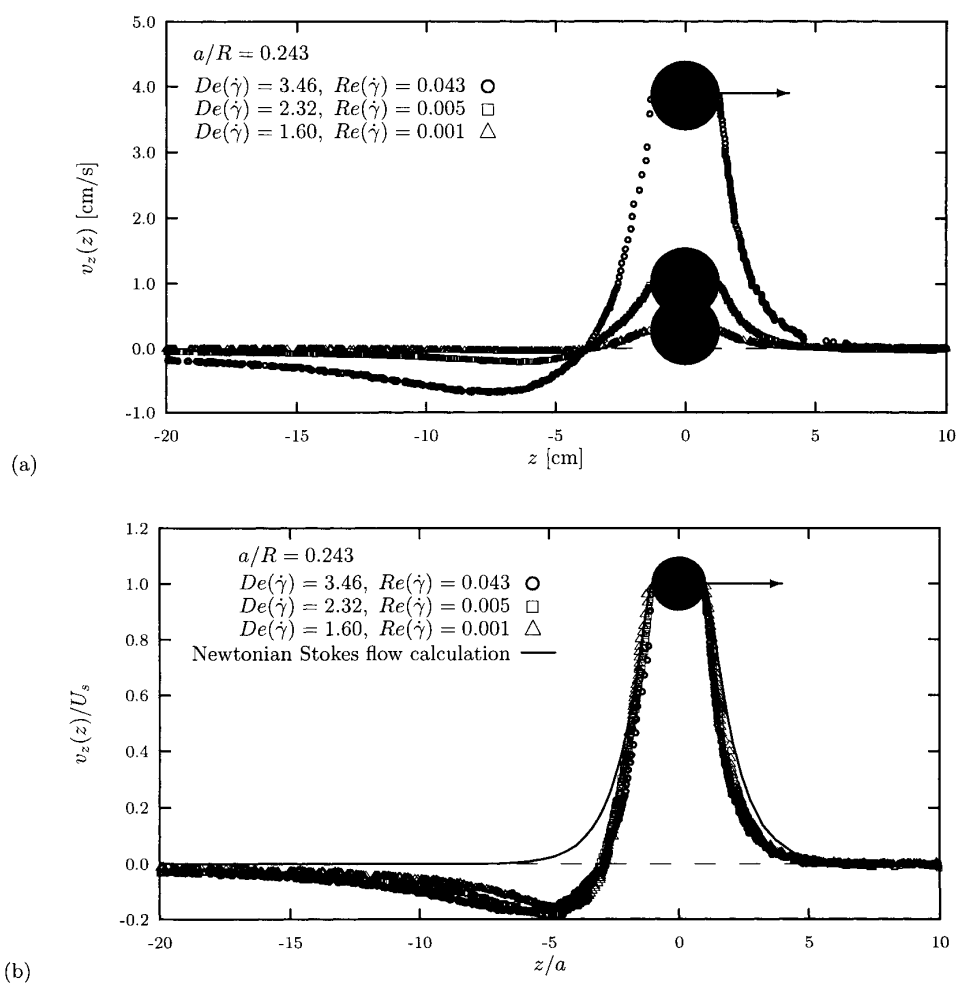 (a)
5.0
4.0
3.0
2.0
1.0
0.0
-1.0
v_z(z) [cm/s]
a/R = 0.243
De(γ̇) = 3.46, Re(γ̇) = 0.043
De(γ̇) = 2.32, Re(γ̇) = 0.005
De(γ̇) = 1.60, Re(γ̇) = 0.001
-20 -15 -10 -5 0 5 10
z [cm]
(b)
1.2
1.0
0.8
0.6
0.4
0.2
0.0
-0.2
v_z(z)/U_s
a/R = 0.243
De(γ̇) = 3.46, Re(γ̇) = 0.043
De(γ̇) = 2.32, Re(γ̇) = 0.005
De(γ̇) = 1.60, Re(γ̇) = 0.001
Newtonian Stokes flow calculation
-20 -15 -10 -5 0 5 10
z/a